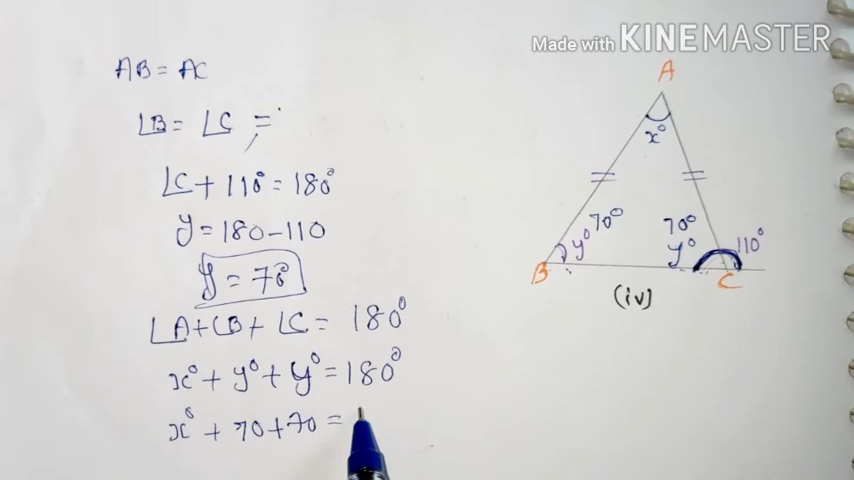 Made with KINEMASTER
AB = AC
∠B = ∠C =
∠C + 110° = 180°
y = 180 - 110
y = 70°
∠A + ∠B + ∠C = 180°
x° + y° + y° = 180°
x° + 70 + 70 =
A
x°
70° 70°
y° y° 110°
B C
(iv)